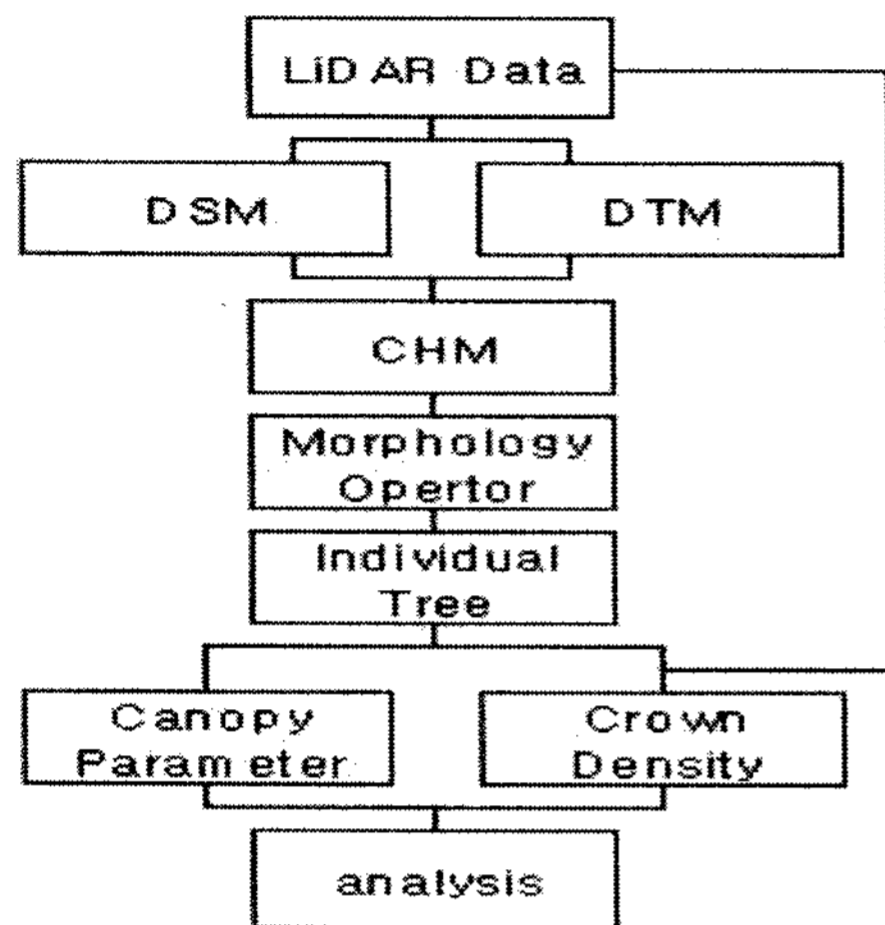 LiDAR Data
DSM
DTM
CHM
Morphology
Opertor
Individual
Tree
Canopy
Parameter
Crown
Density
analysis